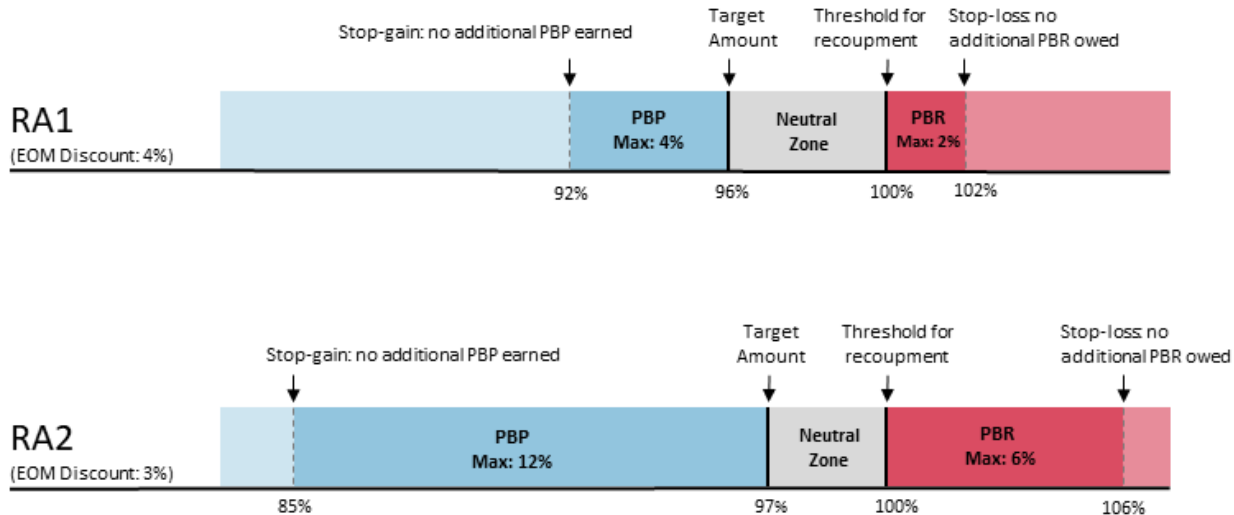 Stop-gain: no additional PBP earned
Target
Amount
Threshold for
recoupment
Stop-loss: no
additional PBR owed
RA1
(EOM Discount: 4%)
PBP
Max: 4%
Neutral
Zone
PBR
Max: 2%
92%
96%
100%
102%
Stop-gain: no additional PBP earned
Target
Amount
Threshold for
recoupment
Stop-loss: no
additional PBR owed
RA2
(EOM Discount: 3%)
PBP
Max: 12%
Neutral
Zone
PBR
Max: 6%
85%
97%
100%
106%